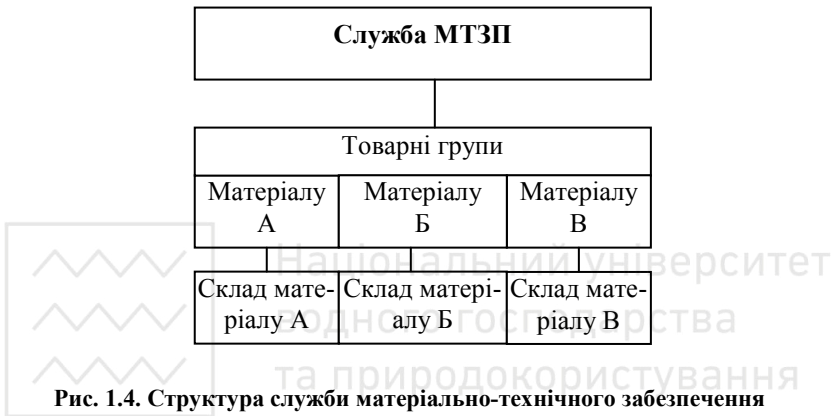 Служба МТЗП
Товарні групи
Матеріалу
А
Матеріалу
Б
Матеріалу
В
Склад мате-
ріалу А
Склад матері-
алу Б
Склад мате-
ріалу В
Національний університет
водного господарства
та природокористування
Рис. 1.4. Структура служби матеріально-технічного забезпечення